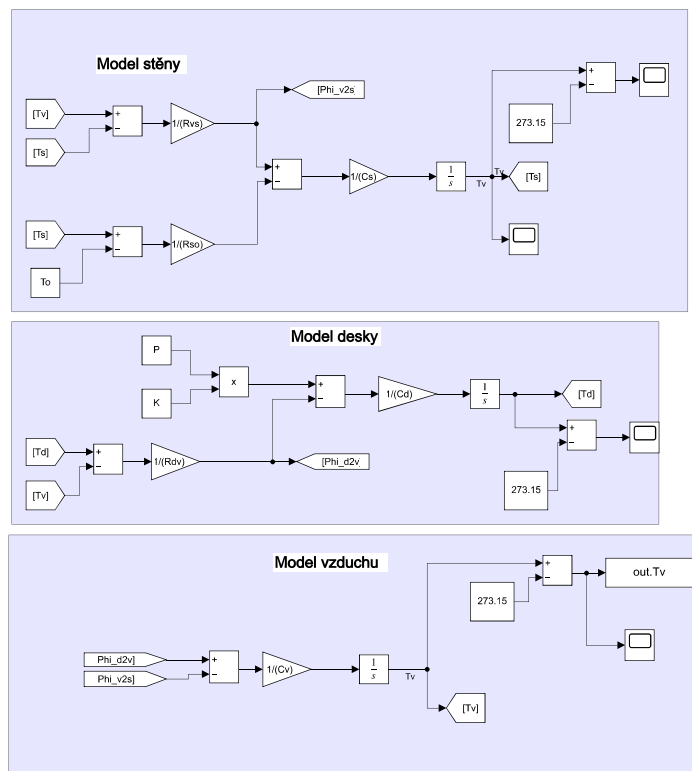 Model stěny
[Tv]
+
−
1/(Rvs)
[Phi_v2s]
[Ts]
+
−
273.15
+
−
1/(Cs)
1
s
Tv
Tv
[Ts]
[Ts]
+
−
1/(Rso)
To
Model desky
P
K
x
+
−
1/(Cd)
1
s
[Td]
+
−
273.15
[Td]
+
−
1/(Rdv)
[Phi_d2v
[Tv]
Model vzduchu
+
−
273.15
out.Tv
Phi_d2v]
Phi_v2s]
+
−
1/(Cv)
1
s
Tv
[Tv]